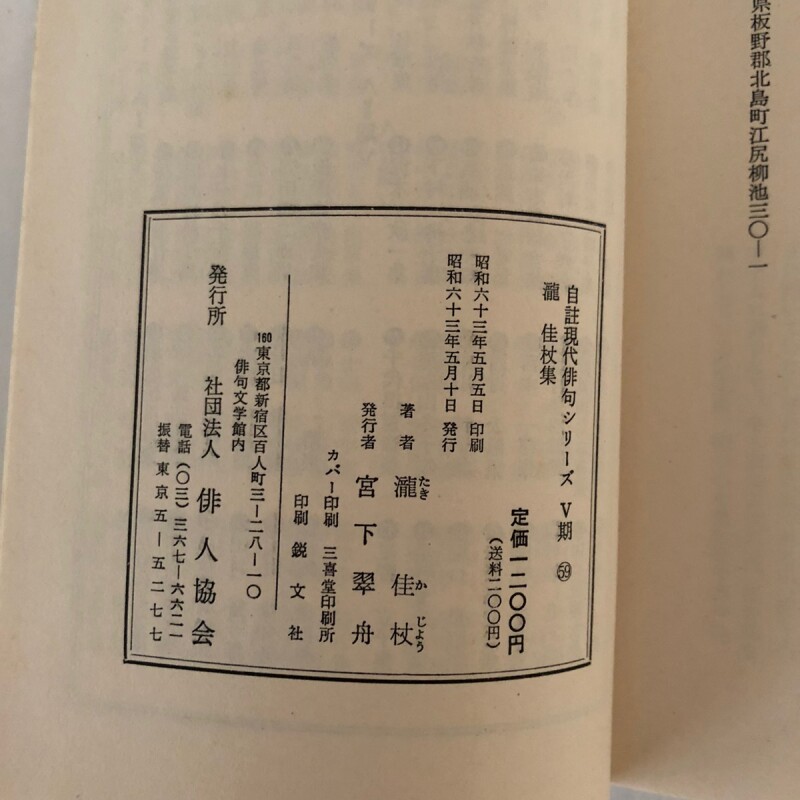 県板野郡北島町江尻柳池三〇―一
自註現代俳句シリーズ Ⅴ期 59
瀧 佳杖集
定価一二〇〇円
(送料二〇〇円)
昭和六十三年五月五日 印刷
昭和六十三年五月十日 発行
著者 瀧 佳杖
たき か じょう
発行者 宮下翠舟
カバー印刷 三喜堂印刷所
印刷 鋭文社
160 東京都新宿区百人町三―二八―一〇
俳句文学館内
発行所 社団法人 俳人協会
電話(〇三)三六七―六六二一
振替東京五―五二七七